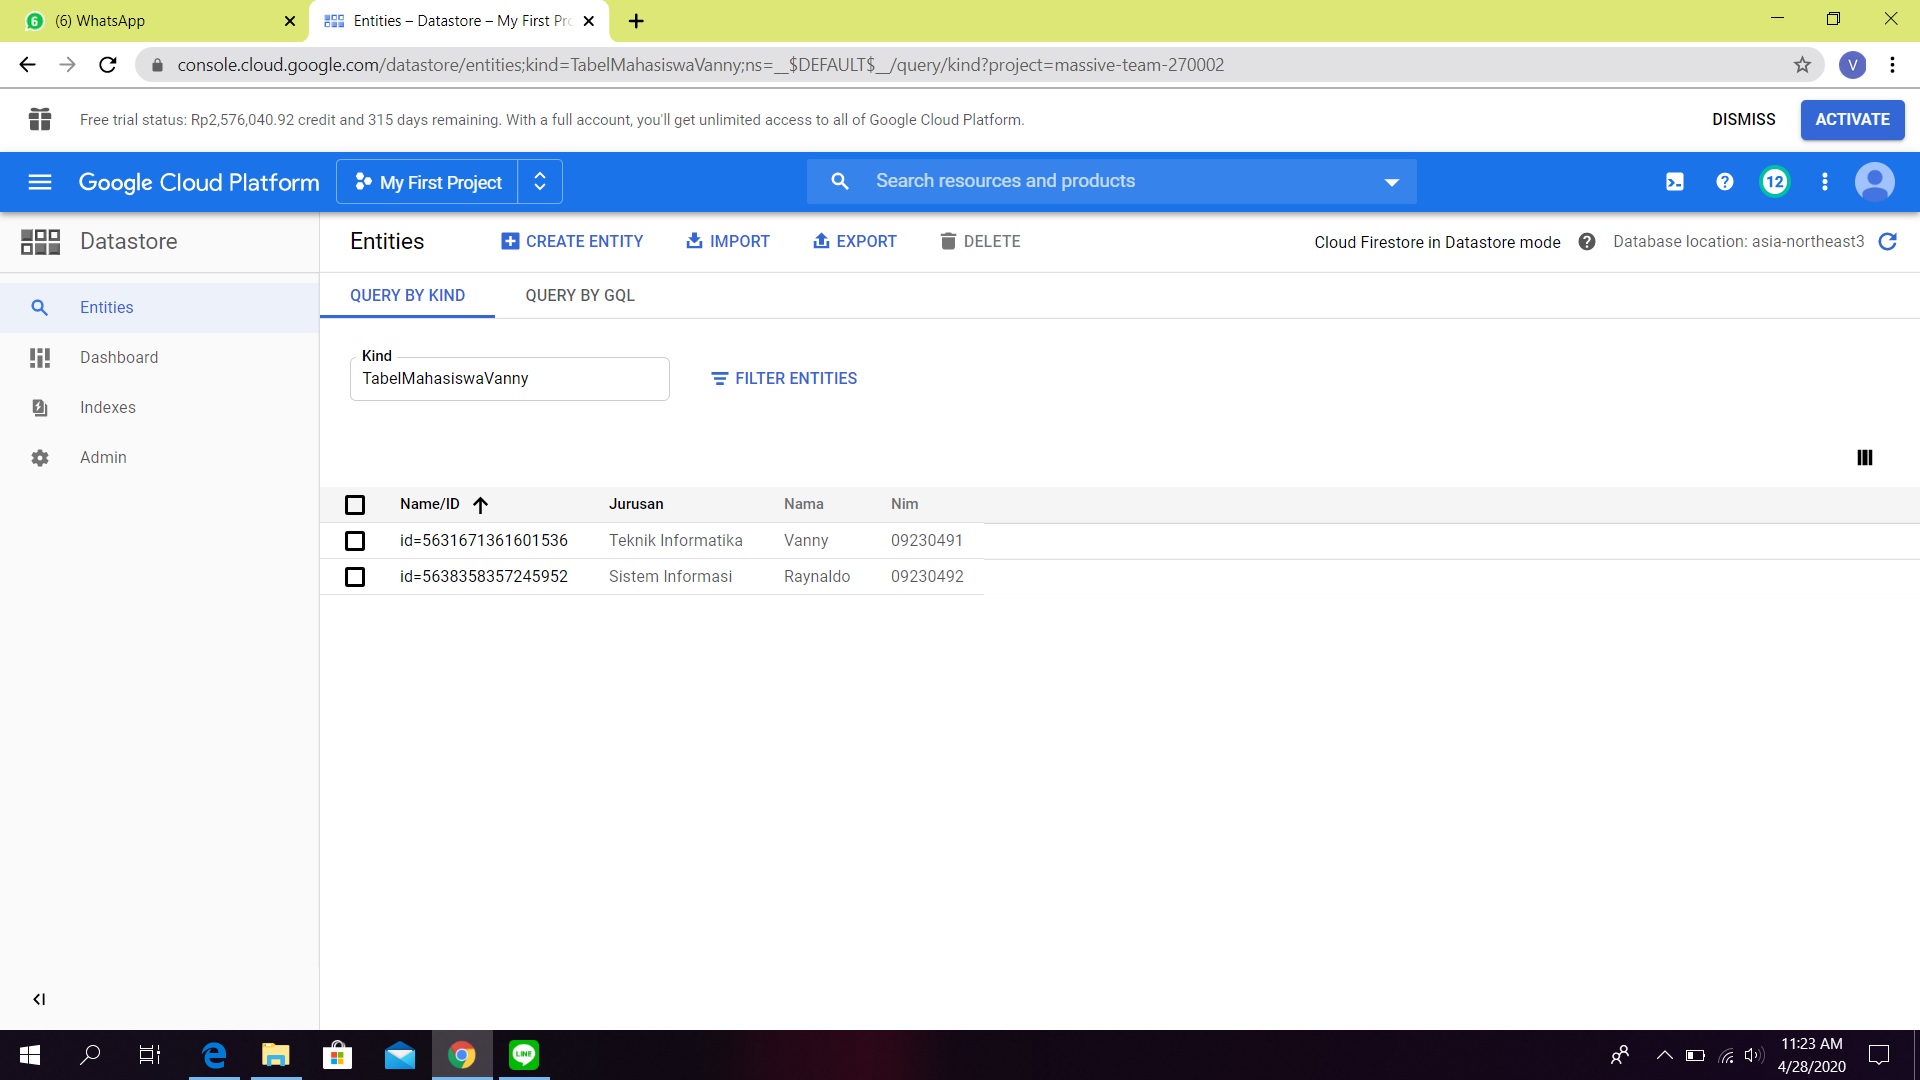 6 (6) WhatsApp
Entities – Datastore – My First Pro
console.cloud.google.com/datastore/entities;kind=TabelMahasiswaVanny;ns=__$DEFAULT$__/query/kind?project=massive-team-270002
V
Free trial status: Rp2,576,040.92 credit and 315 days remaining. With a full account, you'll get unlimited access to all of Google Cloud Platform.
DISMISS
ACTIVATE
Google Cloud Platform
My First Project
Search resources and products
12
Datastore
Entities
CREATE ENTITY
IMPORT
EXPORT
DELETE
Cloud Firestore in Datastore mode
Database location: asia-northeast3
Entities
Dashboard
Indexes
Admin
QUERY BY KIND
QUERY BY GQL
Kind
TabelMahasiswaVanny
FILTER ENTITIES
Name/ID Jurusan Nama Nim
id=5631671361601536 Teknik Informatika Vanny 09230491
id=5638358357245952 Sistem Informasi Raynaldo 09230492
LINE
11:23 AM
4/28/2020